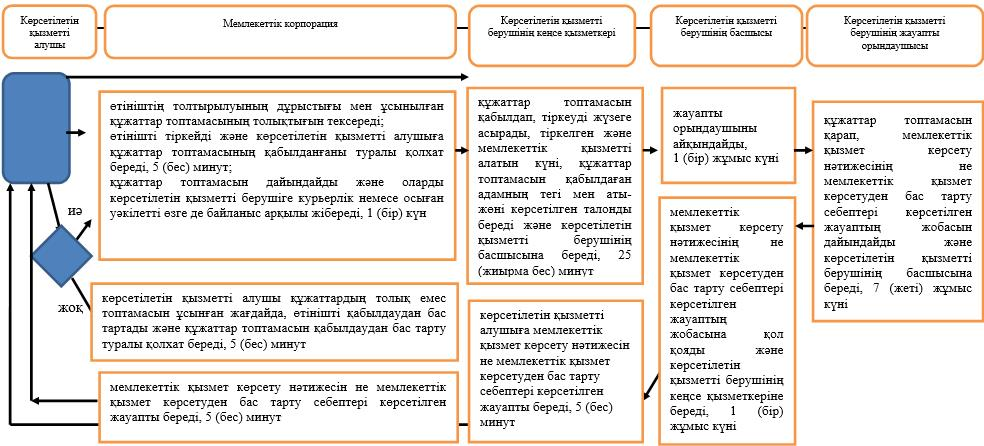 Көрсетілетін
қызметті
алушы
Мемлекеттік корпорация
Көрсетілетін қызметті
берушінің кеңсе қызметкері
Көрсетілетін қызметті
берушінің басшысы
Көрсетілетін қызметті
берушінің жауапты
орындаушысы
өтініштің толтырылуының дұрыстығы мен ұсынылған
құжаттар топтамасының толықтығын тексереді;
өтінішті тіркейді және көрсетілетін қызметті алушыға
құжаттар топтамасының қабылданғаны туралы қолхат
береді, 5 (бес) минут;
құжаттар топтамасын дайындайды және оларды
көрсетілетін қызметті берушіге курьерлік немесе осыған
уәкілетті өзге де байланыс арқылы жібереді, 1 (бір) күн
құжаттар топтамасын
қабылдап, тіркеуді жүзеге
асырады, тіркелген және
мемлекеттік қызметті
алатын күні, құжаттар
топтамасын қабылдаған
адамның тегі мен аты-
жөні көрсетілген талонды
береді және көрсетілетін
қызметті берушінің
басшысына береді, 25
(жиырма бес) минут
жауапты
орындаушыны
айқындайды,
1 (бір) жұмыс күні
құжаттар топтамасын
қарап, мемлекеттік
қызмет көрсету
нәтижесінің не
мемлекеттік қызмет
көрсетуден бас тарту
себептері көрсетілген
жауаптың жобасын
дайындайды және
көрсетілетін қызметті
берушінің басшысына
береді, 7 (жеті) жұмыс
күні
иә
жоқ
көрсетілетін қызметті алушы құжаттардың толық емес
топтамасын ұсынған жағдайда, өтінішті қабылдаудан бас
тартады және құжаттар топтамасын қабылдаудан бас тарту
туралы қолхат береді, 5 (бес) минут
мемлекеттік
қызмет көрсету
нәтижесінің не
мемлекеттік
қызмет көрсетуден
бас тарту себептері
көрсетілген
жауаптың
жобасына қол
қояды және
көрсетілетін
қызметті берушінің
кеңсе қызметкеріне
береді, 1 (бір)
жұмыс күні
көрсетілетін қызметті
алушыға мемлекеттік
қызмет көрсету нәтижесін
не мемлекеттік қызмет
көрсетуден бас тарту
себептері көрсетілген
жауапты береді, 5 (бес)
минут
мемлекеттік қызмет көрсету нәтижесін не мемлекеттік
қызмет көрсетуден бас тарту себептері көрсетілген
жауапты береді, 5 (бес) минут